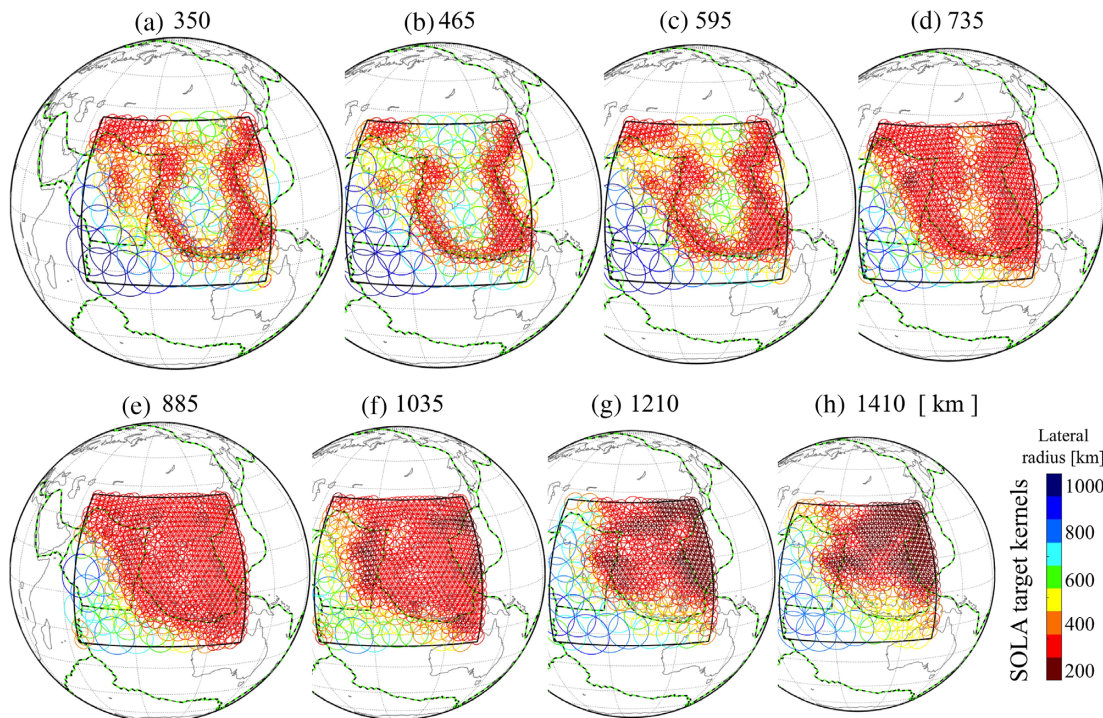 (a) 350
(b) 465
(c) 595
(d) 735
(e) 885
(f) 1035
(g) 1210
(h) 1410 [ km ]
Lateral
radius [km]
1000
800
600
400
200
SOLA target kernels